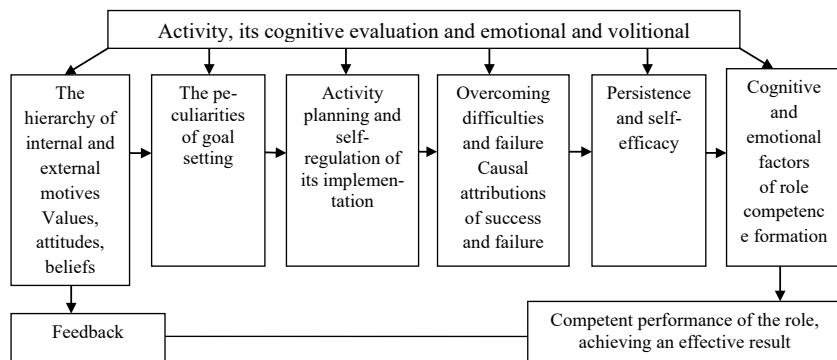 Activity, its cognitive evaluation and emotional and volitional
The
hierarchy of
internal and
external
motives
Values,
attitudes,
beliefs
The pe-
culiarities
of goal
setting
Activity
planning and
self-
regulation of
its implemen-
tation
Overcoming
difficulties
and failure
Causal
attributions
of success
and failure
Persistence
and self-
efficacy
Cognitive
and
emotional
factors
of role
competenc
e formation
Feedback
Competent performance of the role,
achieving an effective result